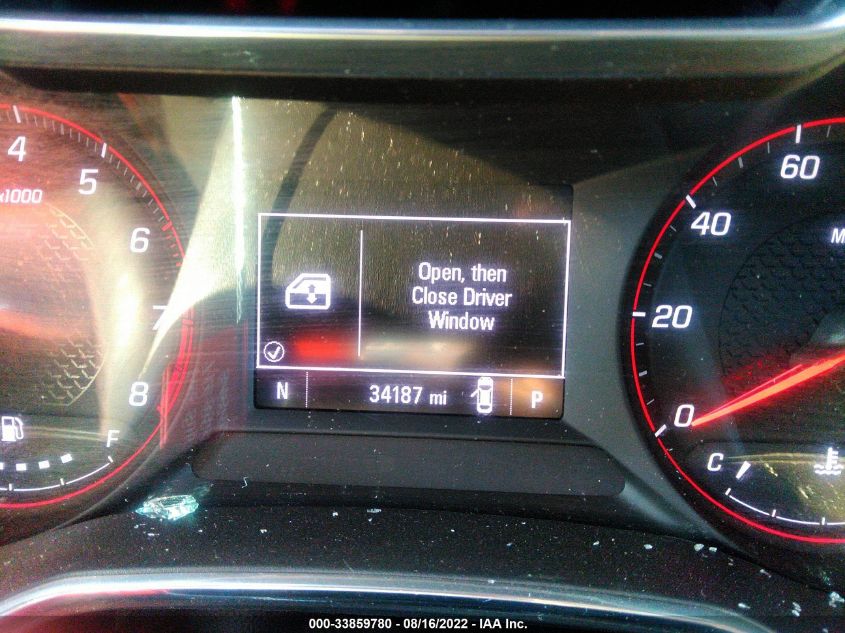 4
5
x1000
6
7
8
F
Open, then
Close Driver
Window
N 34187 mi P
60
40
M
20
0
C
000-33859780 - 08/16/2022 - IAA Inc.